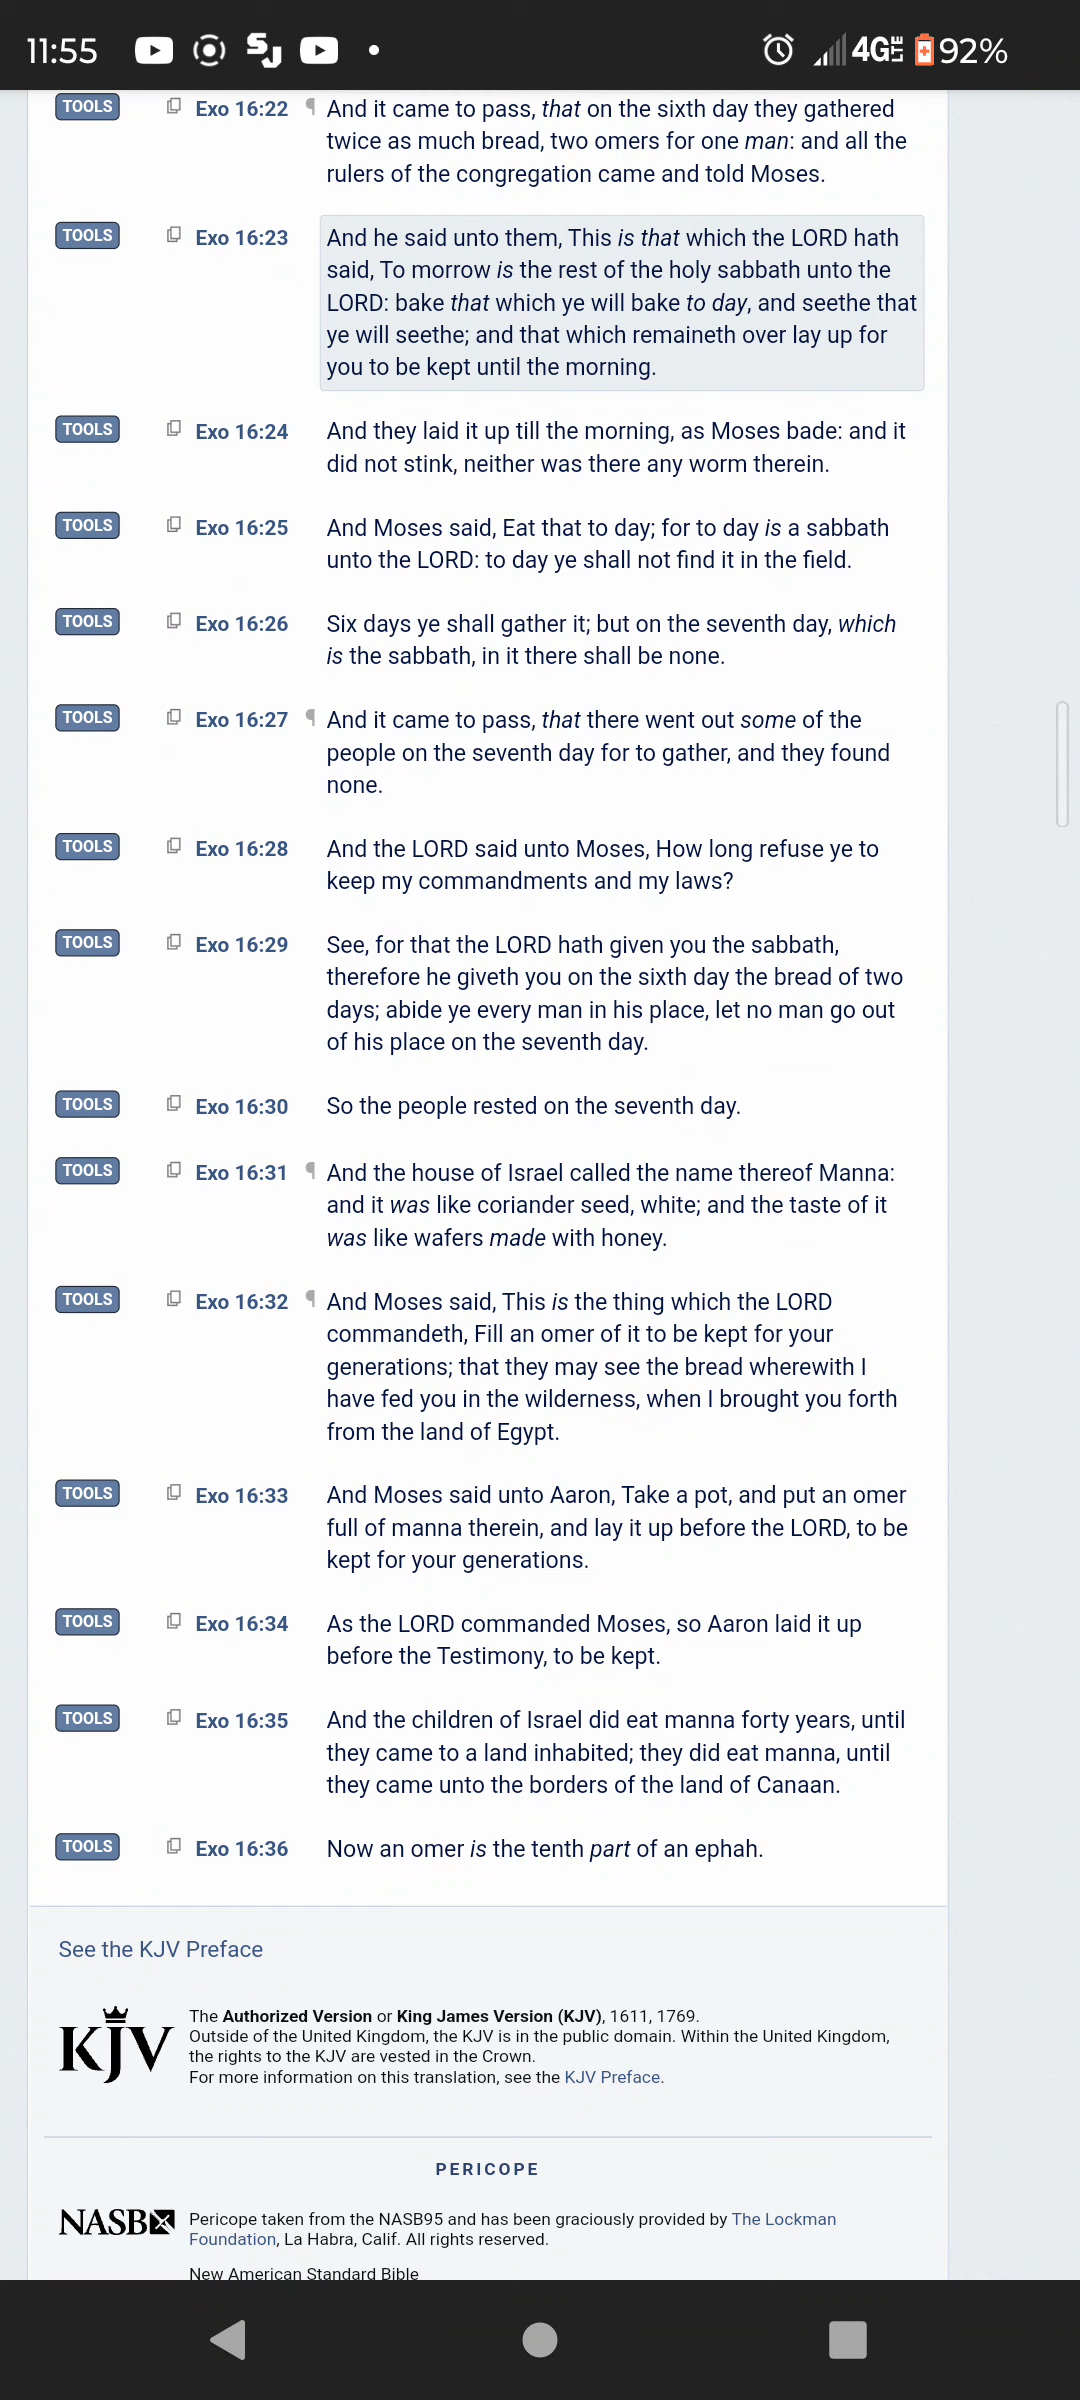 11:55 4G LTE 92%
TOOLS Exo 16:22 ¶ And it came to pass, that on the sixth day they gathered
twice as much bread, two omers for one man: and all the
rulers of the congregation came and told Moses.
TOOLS Exo 16:23 And he said unto them, This is that which the LORD hath
said, To morrow is the rest of the holy sabbath unto the
LORD: bake that which ye will bake to day, and seethe that
ye will seethe; and that which remaineth over lay up for
you to be kept until the morning.
TOOLS Exo 16:24 And they laid it up till the morning, as Moses bade: and it
did not stink, neither was there any worm therein.
TOOLS Exo 16:25 And Moses said, Eat that to day; for to day is a sabbath
unto the LORD: to day ye shall not find it in the field.
TOOLS Exo 16:26 Six days ye shall gather it; but on the seventh day, which
is the sabbath, in it there shall be none.
TOOLS Exo 16:27 ¶ And it came to pass, that there went out some of the
people on the seventh day for to gather, and they found
none.
TOOLS Exo 16:28 And the LORD said unto Moses, How long refuse ye to
keep my commandments and my laws?
TOOLS Exo 16:29 See, for that the LORD hath given you the sabbath,
therefore he giveth you on the sixth day the bread of two
days; abide ye every man in his place, let no man go out
of his place on the seventh day.
TOOLS Exo 16:30 So the people rested on the seventh day.
TOOLS Exo 16:31 ¶ And the house of Israel called the name thereof Manna:
and it was like coriander seed, white; and the taste of it
was like wafers made with honey.
TOOLS Exo 16:32 ¶ And Moses said, This is the thing which the LORD
commandeth, Fill an omer of it to be kept for your
generations; that they may see the bread wherewith I
have fed you in the wilderness, when I brought you forth
from the land of Egypt.
TOOLS Exo 16:33 And Moses said unto Aaron, Take a pot, and put an omer
full of manna therein, and lay it up before the LORD, to be
kept for your generations.
TOOLS Exo 16:34 As the LORD commanded Moses, so Aaron laid it up
before the Testimony, to be kept.
TOOLS Exo 16:35 And the children of Israel did eat manna forty years, until
they came to a land inhabited; they did eat manna, until
they came unto the borders of the land of Canaan.
TOOLS Exo 16:36 Now an omer is the tenth part of an ephah.
See the KJV Preface
KJV
The Authorized Version or King James Version (KJV), 1611, 1769.
Outside of the United Kingdom, the KJV is in the public domain. Within the United Kingdom,
the rights to the KJV are vested in the Crown.
For more information on this translation, see the KJV Preface.
PERICOPE
NASB
Pericope taken from the NASB95 and has been graciously provided by The Lockman
Foundation, La Habra, Calif. All rights reserved.
New American Standard Bible